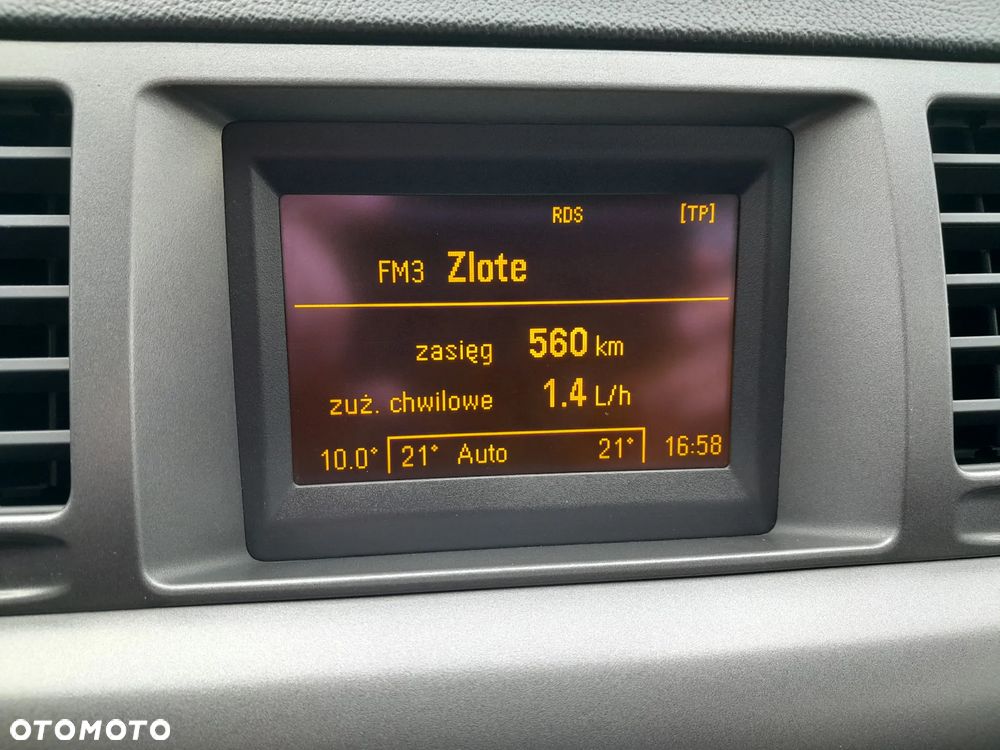 RDS [TP]
FM3 Zlote
zasięg 560 km
zuż. chwilowe 1.4 L/h
10.0° 21° Auto 21° 16:58
OTOMOTO